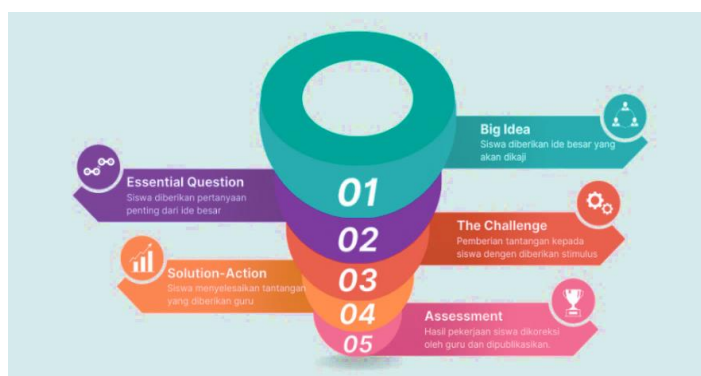 01
Big Idea
Siswa diberikan ide besar yang
akan dikaji
02
Essential Question
Siswa diberikan pertanyaan
penting dari ide besar
03
The Challenge
Pemberian tantangan kepada
siswa dengen diberikan stimulus
04
Solution-Action
Siswa menyelesaikan tantangan
yang diberikan guru
05
Assessment
Hasil pekerjaan siswa dikoreksi
oleh guru dan dipublikasikan.